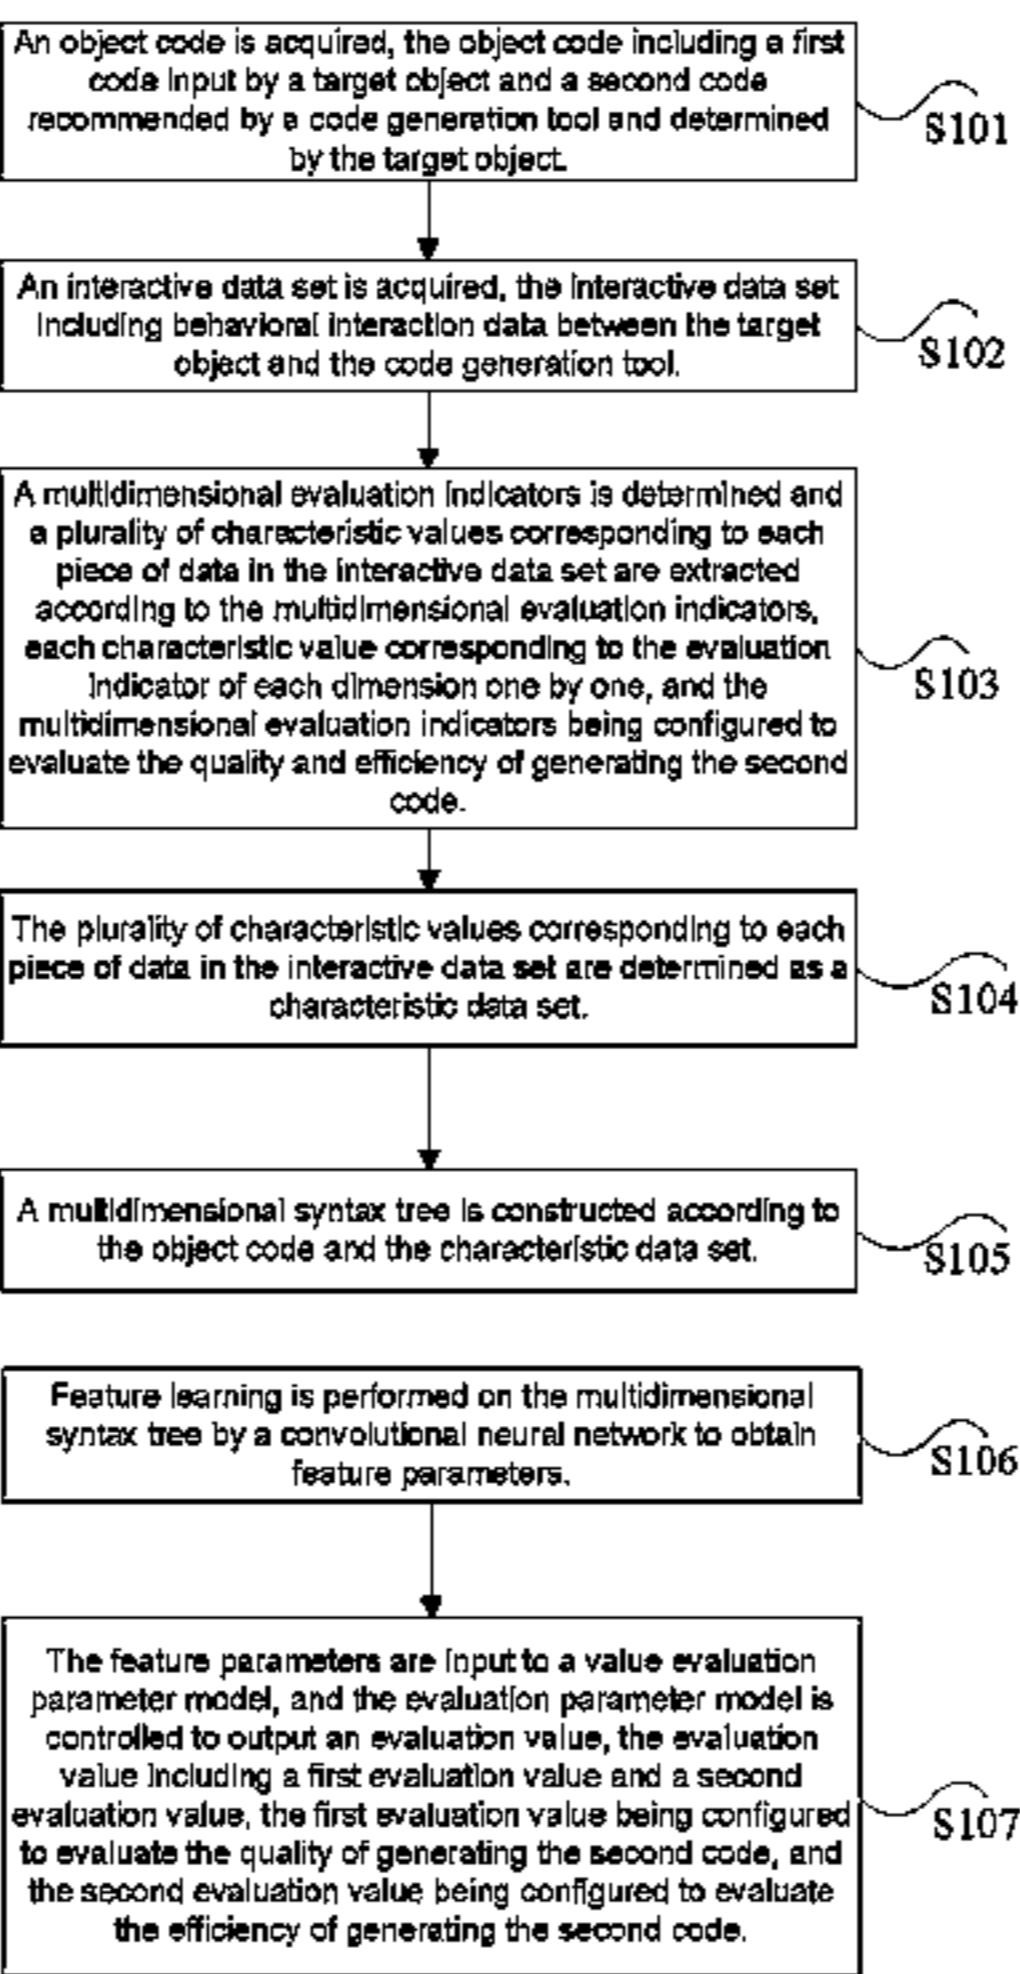 An object code is acquired, the object code including a first
code input by a target object and a second code
recommended by a code generation tool and determined
by the target object.
S101
An interactive data set is acquired, the interactive data set
including behavioral interaction data between the target
object and the code generation tool.
S102
A multidimensional evaluation indicators is determined and
a plurality of characteristic values corresponding to each
piece of data in the interactive data set are extracted
according to the multidimensional evaluation indicators,
each characteristic value corresponding to the evaluation
indicator of each dimension one by one, and the
multidimensional evaluation indicators being configured to
evaluate the quality and efficiency of generating the second
code.
S103
The plurality of characteristic values corresponding to each
piece of data in the interactive data set are determined as a
characteristic data set.
S104
A multidimensional syntax tree is constructed according to
the object code and the characteristic data set.
S105
Feature learning is performed on the multidimensional
syntax tree by a convolutional neural network to obtain
feature parameters.
S106
The feature parameters are input to a value evaluation
parameter model, and the evaluation parameter model is
controlled to output an evaluation value, the evaluation
value including a first evaluation value and a second
evaluation value, the first evaluation value being configured
to evaluate the quality of generating the second code, and
the second evaluation value being configured to evaluate
the efficiency of generating the second code.
S107